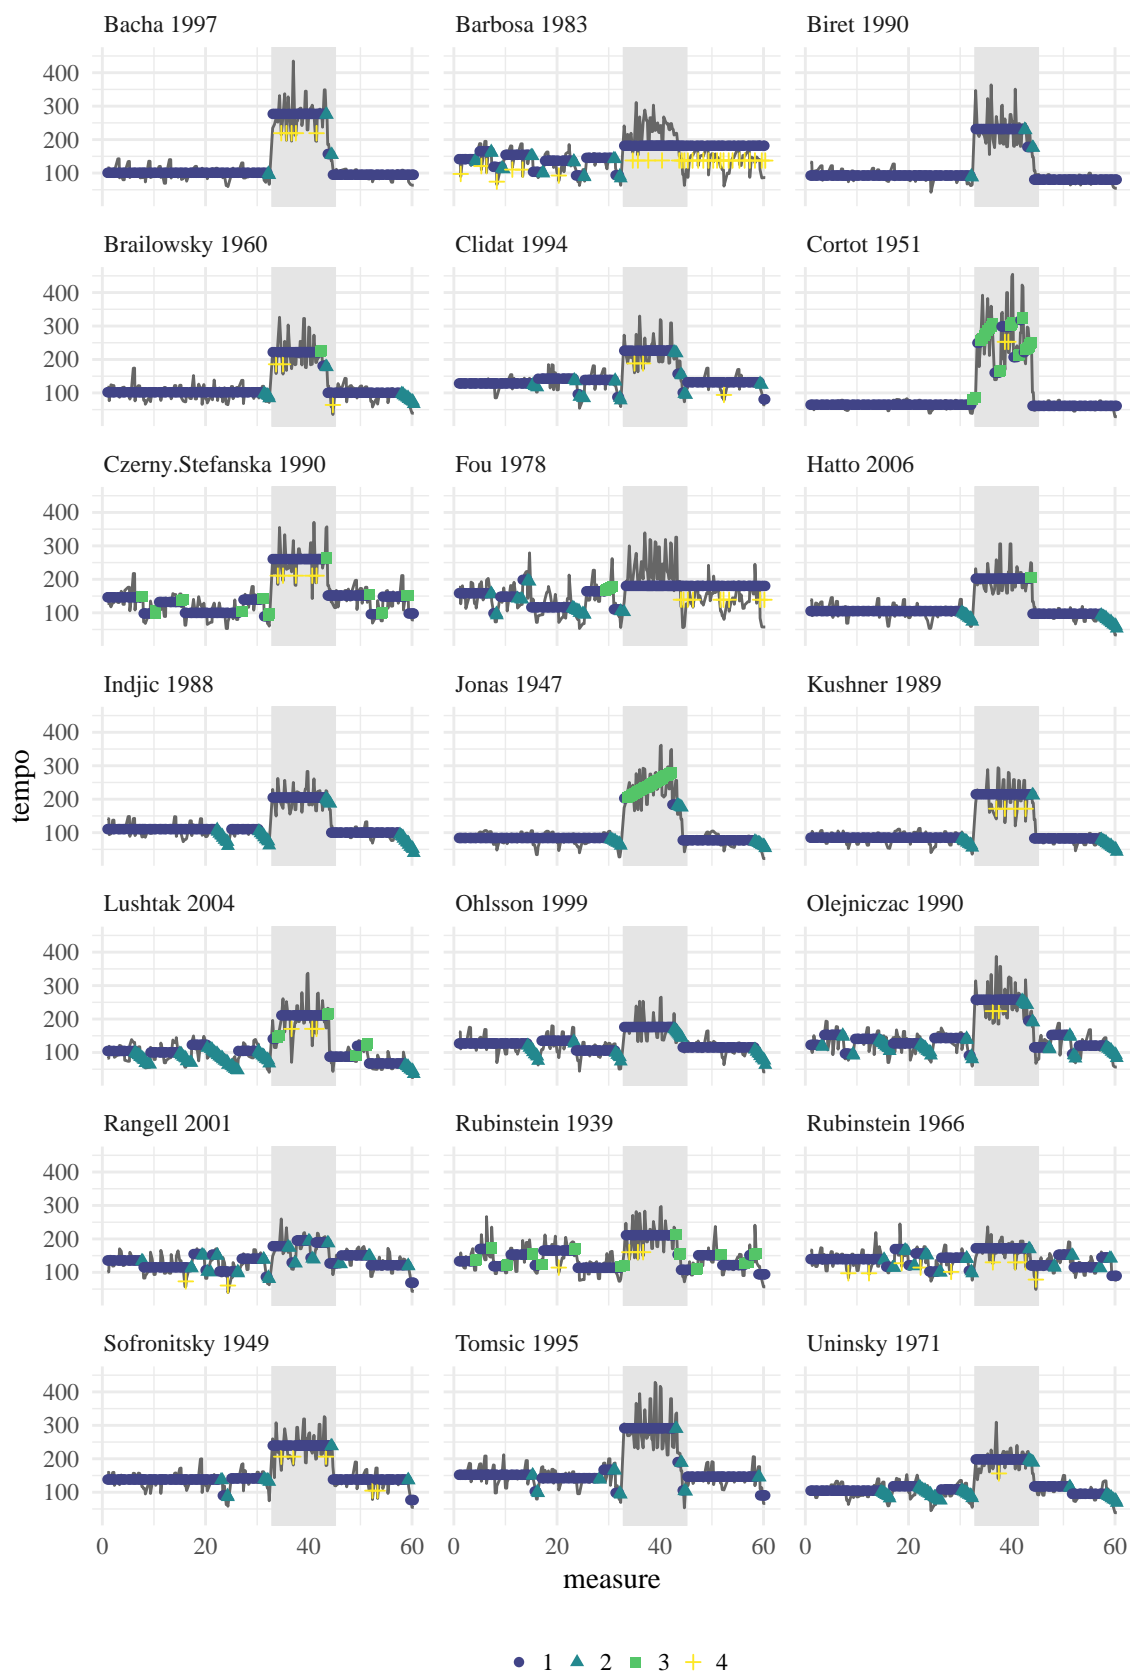 Bacha 1997 Barbosa 1983 Biret 1990
400
300
200
100
Brailowsky 1960 Clidat 1994 Cortot 1951
400
300
200
100
Czerny.Stefanska 1990 Fou 1978 Hatto 2006
400
300
200
100
Indjic 1988 Jonas 1947 Kushner 1989
400
300
200
100
tempo
Lushtak 2004 Ohlsson 1999 Olejniczac 1990
400
300
200
100
Rangell 2001 Rubinstein 1939 Rubinstein 1966
400
300
200
100
Sofronitsky 1949 Tomsic 1995 Uninsky 1971
400
300
200
100
0 20 40 60 0 20 40 60 0 20 40 60
measure
1 2 3 4